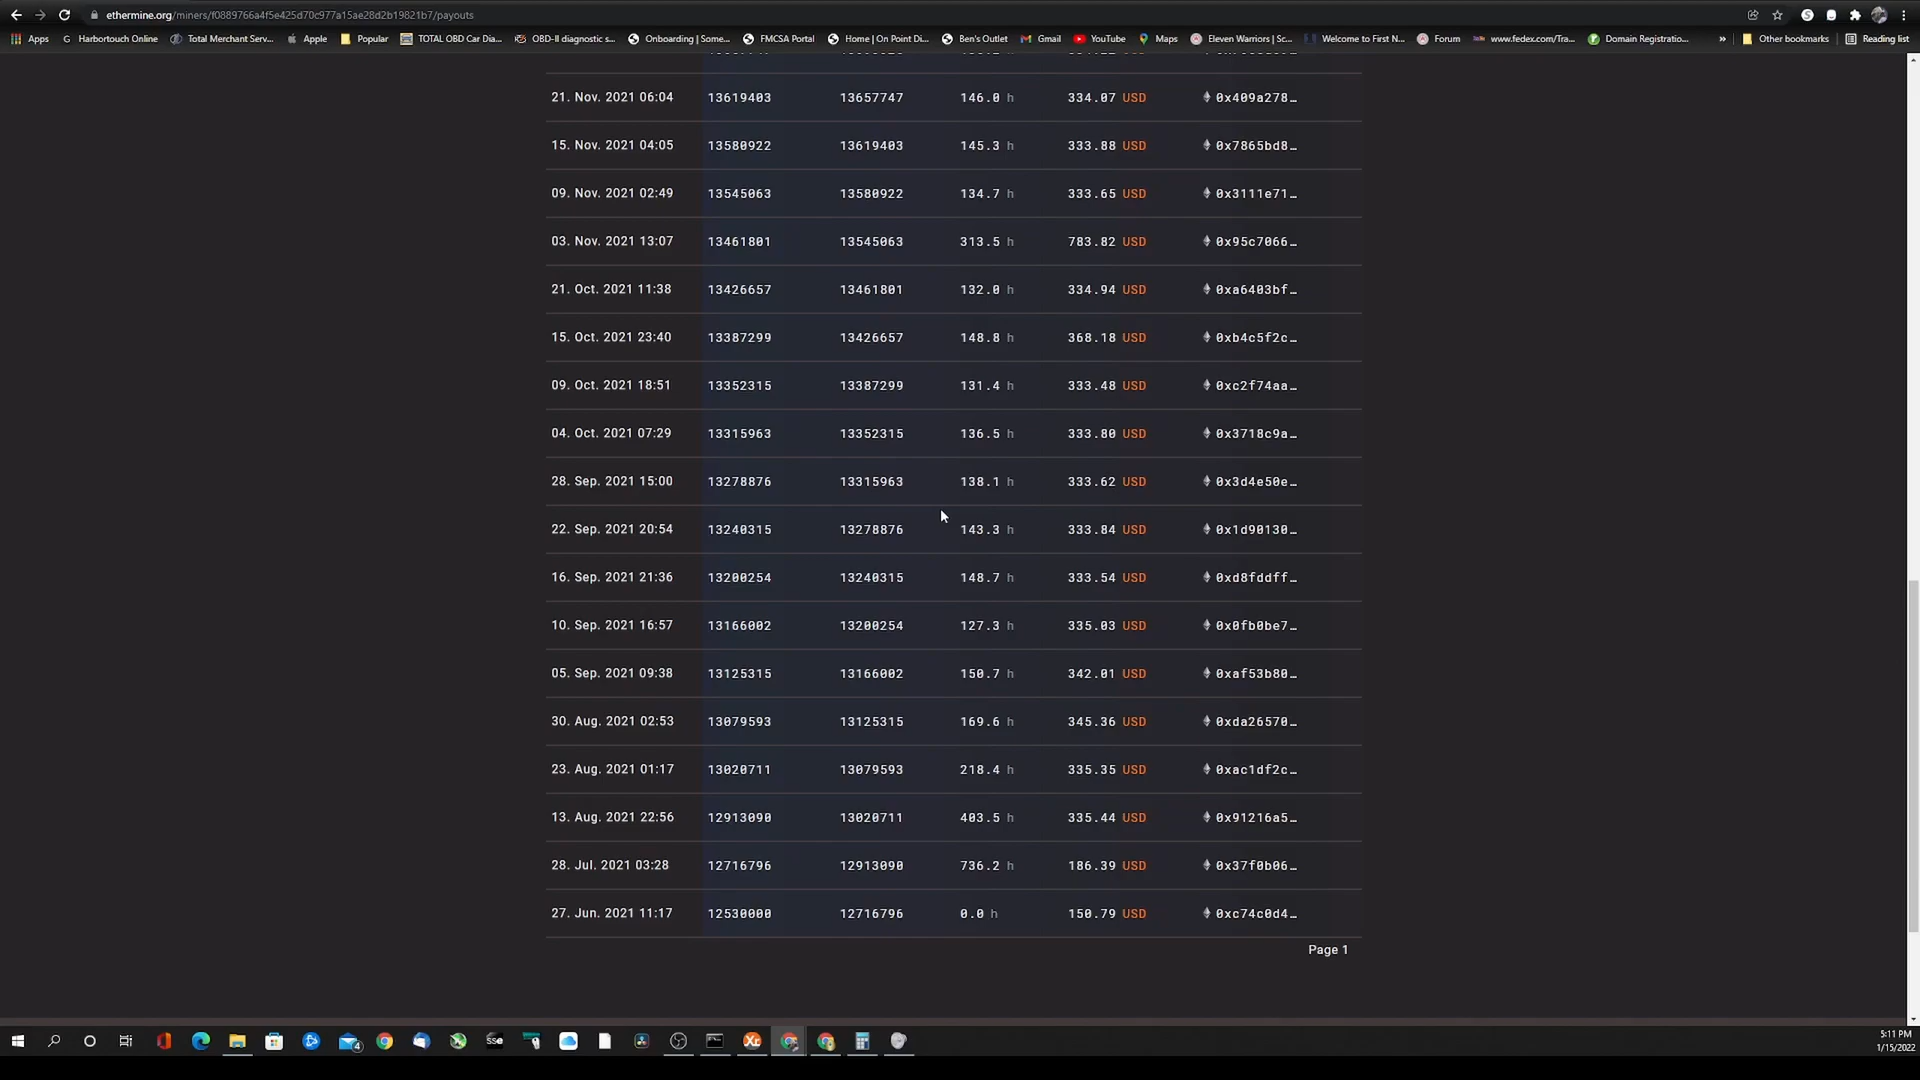 ethermine.org/miners/f0889766a4f5e425d70c977a15ae28d2b19821b7/payouts
Apps Harbortouch Online Total Merchant Serv... Apple Popular TOTAL OBD Car Dia... OBD-II diagnostic s... Onboarding | Some... FMCSA Portal Home | On Point Di... Ben's Outlet Gmail YouTube Maps Eleven Warriors | Sc... Welcome to First N... Forum www.fedex.com/Tra... Domain Registratio... » Other bookmarks Reading list
21. Nov. 2021 06:04 13619403 13657747 146.0 h 334.07 USD 0x409a278…
15. Nov. 2021 04:05 13580922 13619403 145.3 h 333.88 USD 0x7865bd8…
09. Nov. 2021 02:49 13545063 13580922 134.7 h 333.65 USD 0x3111e71…
03. Nov. 2021 13:07 13461801 13545063 313.5 h 783.82 USD 0x95c7066…
21. Oct. 2021 11:38 13426657 13461801 132.0 h 334.94 USD 0xa6403bf…
15. Oct. 2021 23:40 13387299 13426657 148.8 h 368.18 USD 0xb4c5f2c…
09. Oct. 2021 18:51 13352315 13387299 131.4 h 333.48 USD 0xc2f74aa…
04. Oct. 2021 07:29 13315963 13352315 136.5 h 333.80 USD 0x3718c9a…
28. Sep. 2021 15:00 13278876 13315963 138.1 h 333.62 USD 0x3d4e50e…
22. Sep. 2021 20:54 13240315 13278876 143.3 h 333.84 USD 0x1d90130…
16. Sep. 2021 21:36 13200254 13240315 148.7 h 333.54 USD 0xd8fddff…
10. Sep. 2021 16:57 13166002 13200254 127.3 h 335.03 USD 0x0fb0be7…
05. Sep. 2021 09:38 13125315 13166002 150.7 h 342.01 USD 0xaf53b80…
30. Aug. 2021 02:53 13079593 13125315 169.6 h 345.36 USD 0xda26570…
23. Aug. 2021 01:17 13020711 13079593 218.4 h 335.35 USD 0xac1df2c…
13. Aug. 2021 22:56 12913090 13020711 403.5 h 335.44 USD 0x91216a5…
28. Jul. 2021 03:28 12716796 12913090 736.2 h 186.39 USD 0x37f0b06…
27. Jun. 2021 11:17 12530000 12716796 0.0 h 150.79 USD 0xc74c0d4…
Page 1
5:11 PM
1/15/2022